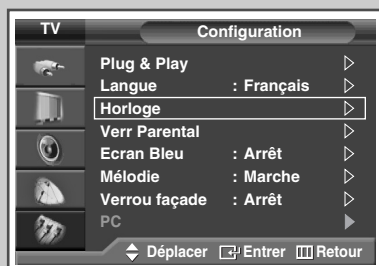 TV Configuration
Plug & Play
Langue : Français
Horloge
Verr Parental
Ecran Bleu : Arrêt
Mélodie : Marche
Verrou façade : Arrêt
PC
Déplacer Entrer Retour